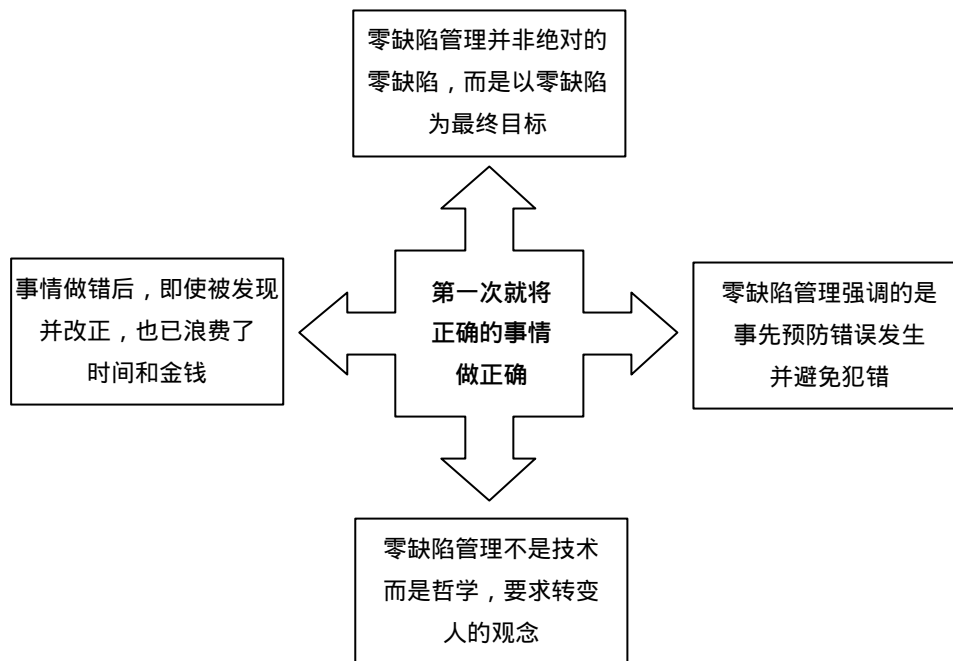 零缺陷管理并非绝对的
零缺陷，而是以零缺陷
为最终目标
事情做错后，即使被发现
并改正，也已浪费了
时间和金钱
第一次就将
正确的事情
做正确
零缺陷管理强调的是
事先预防错误发生
并避免犯错
零缺陷管理不是技术
而是哲学，要求转变
人的观念